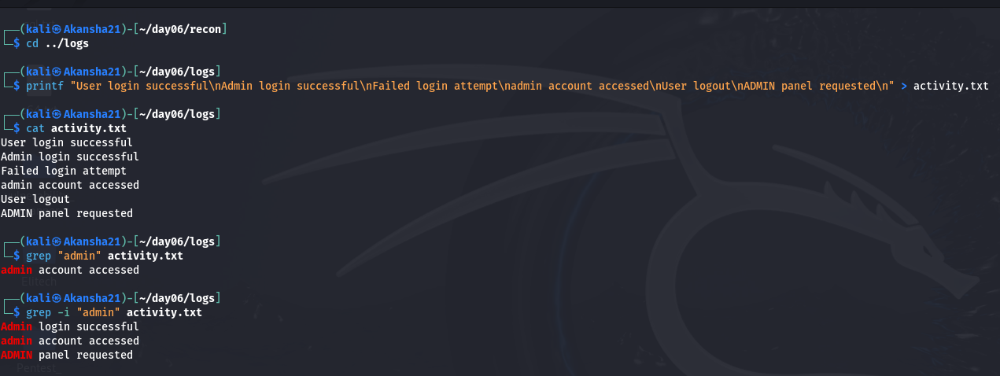 ┌──(kali㉿Akansha21)-[~/day06/recon]
└─$ cd ../logs
┌──(kali㉿Akansha21)-[~/day06/logs]
└─$ printf "User login successful\nAdmin login successful\nFailed login attempt\nadmin account accessed\nUser logout\nADMIN panel requested\n" > activity.txt
┌──(kali㉿Akansha21)-[~/day06/logs]
└─$ cat activity.txt
User login successful
Admin login successful
Failed login attempt
admin account accessed
User logout
ADMIN panel requested
┌──(kali㉿Akansha21)-[~/day06/logs]
└─$ grep "admin" activity.txt
admin account accessed
Elitech
┌──(kali㉿Akansha21)-[~/day06/logs]
└─$ grep -i "admin" activity.txt
Admin login successful
admin account accessed
ADMIN panel requested
Pentest_